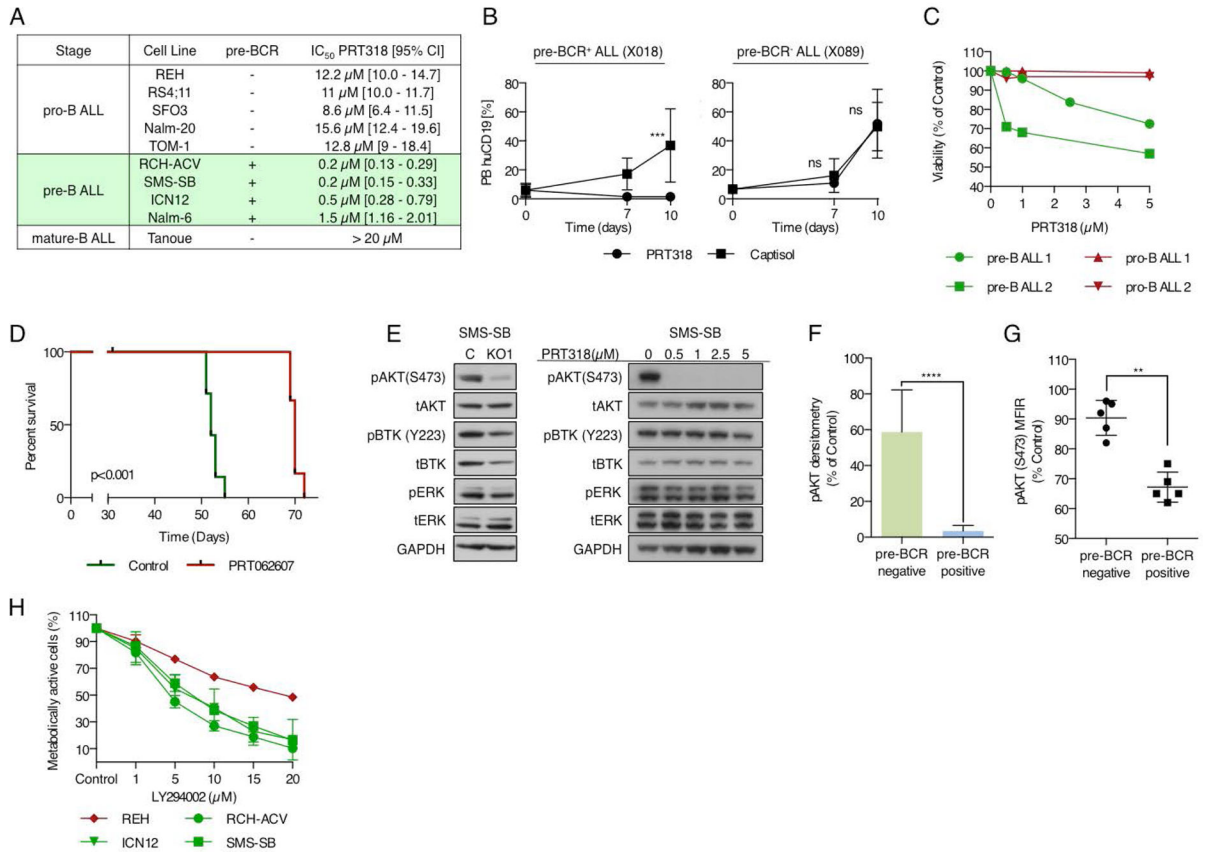 A
Stage Cell Line pre-BCR IC50 PRT318 [95% CI]
pro-B ALL
REH - 12.2 µM [10.0 - 14.7]
RS4;11 - 11 µM [10.0 - 11.7]
SFO3 - 8.6 µM [6.4 - 11.5]
Nalm-20 - 15.6 µM [12.4 - 19.6]
TOM-1 - 12.8 µM [9 - 18.4]
pre-B ALL
RCH-ACV + 0.2 µM [0.13 - 0.29]
SMS-SB + 0.2 µM [0.15 - 0.33]
ICN12 + 0.5 µM [0.28 - 0.79]
Nalm-6 + 1.5 µM [1.16 - 2.01]
mature-B ALL Tanoue - > 20 µM
B
pre-BCR+ ALL (X018)
pre-BCR- ALL (X089)
PB huCD19 [%]
80
60
40
20
0
***
0 7 10
Time (days)
80
60
40
20
0
ns
ns
0 7 10
Time (days)
PRT318 Captisol
C
Viability (% of Control)
110
100
90
80
70
60
50
40
0 1 2 3 4 5
PRT318 (µM)
pre-B ALL 1 pro-B ALL 1
pre-B ALL 2 pro-B ALL 2
D
Percent survival
100
50
0
p<0.001
0 30 40 50 60 70
Time (Days)
Control PRT062607
E
SMS-SB
C KO1
pAKT(S473)
tAKT
pBTK (Y223)
tBTK
pERK
tERK
GAPDH
SMS-SB
PRT318(µM) 0 0.5 1 2.5 5
pAKT(S473)
tAKT
pBTK (Y223)
tBTK
pERK
tERK
GAPDH
F
pAKT densitometry
(% of Control)
100
80
60
40
20
0
****
pre-BCR negative
pre-BCR positive
G
pAKT (S473) MFIR
(% Control)
110
100
90
80
70
60
50
**
pre-BCR negative
pre-BCR positive
H
Metabolically active cells (%)
110
90
70
50
30
10
Control 1 5 10 15 20
LY294002 (µM)
REH RCH-ACV
ICN12 SMS-SB